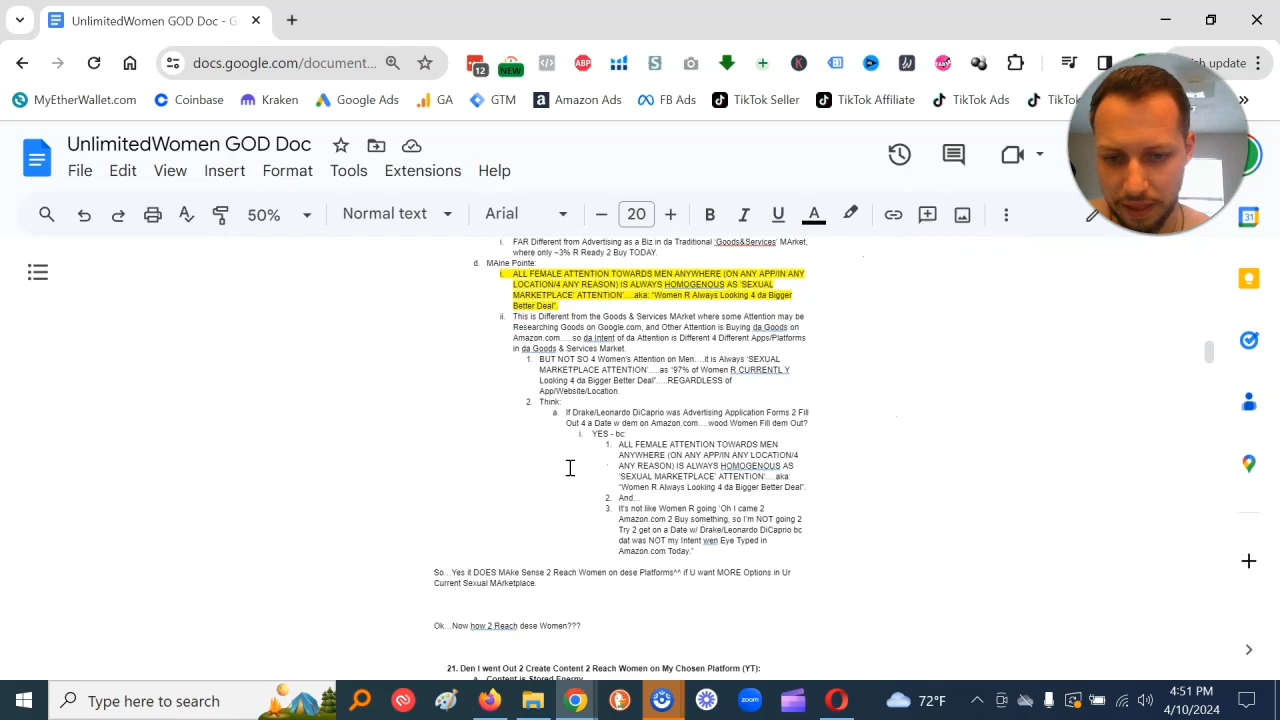 UnlimitedWomen GOD Doc - G
docs.google.com/document...
12
NEW
ABP
ch update
MyEtherWallet.com
Coinbase
Kraken
Google Ads
GA
GTM
Amazon Ads
FB Ads
TikTok Seller
TikTok Affiliate
TikTok Ads
TikTok
UnlimitedWomen GOD Doc
File Edit View Insert Format Tools Extensions Help
50% Normal text Arial 20 B I U A
31
i. FAR Different from Advertising as a Biz in da Traditional 'Goods&Services' MArket,
where only ~3% R Ready 2 Buy TODAY.
d. MAine Pointe:
i. ALL FEMALE ATTENTION TOWARDS MEN ANYWHERE (ON ANY APP/IN ANY
LOCATION/4 ANY REASON) IS ALWAYS HOMOGENOUS AS 'SEXUAL
MARKETPLACE' ATTENTION'....aka: "Women R Always Looking 4 da Bigger
Better Deal".
ii. This is Different from the Goods & Services MArket where some Attention may be
Researching Goods on Google.com, and Other Attention is Buying da Goods on
Amazon.com.....so da Intent of da Attention is Different 4 Different Apps/Platforms
in da Goods & Services Market.
1. BUT NOT SO 4 Women's Attention on Men....it is Always 'SEXUAL
MARKETPLACE ATTENTION'.....as "97% of Women R CURRENTL Y
Looking 4 da Bigger Better Deal".....REGARDLESS of
App/Website/Location.
2. Think:
a. If Drake/Leonardo DiCaprio was Advertising Application Forms 2 Fill
Out 4 a Date w dem on Amazon.com....wood Women Fill dem Out?
i. YES - bc:
1. ALL FEMALE ATTENTION TOWARDS MEN
ANYWHERE (ON ANY APP/IN ANY LOCATION/4
ANY REASON) IS ALWAYS HOMOGENOUS AS
'SEXUAL MARKETPLACE' ATTENTION'....aka:
"Women R Always Looking 4 da Bigger Better Deal".
2. And...
3. It's not like Women R going 'Oh I came 2
Amazon.com 2 Buy something, so I'm NOT going 2
Try 2 get on a Date w/ Drake/Leonardo DiCaprio bc
dat was NOT my Intent wen Eye Typed in
Amazon.com Today."
So...Yes it DOES MAke Sense 2 Reach Women on dese Platforms^^ if U want MORE Options in Ur
Current Sexual MArketplace.
Ok...Now how 2 Reach dese Women???
21. Den I went Out 2 Create Content 2 Reach Women on My Chosen Platform (YT):
a. Content is Stored Energy
Type here to search
zoom
72°F
4:51 PM
4/10/2024